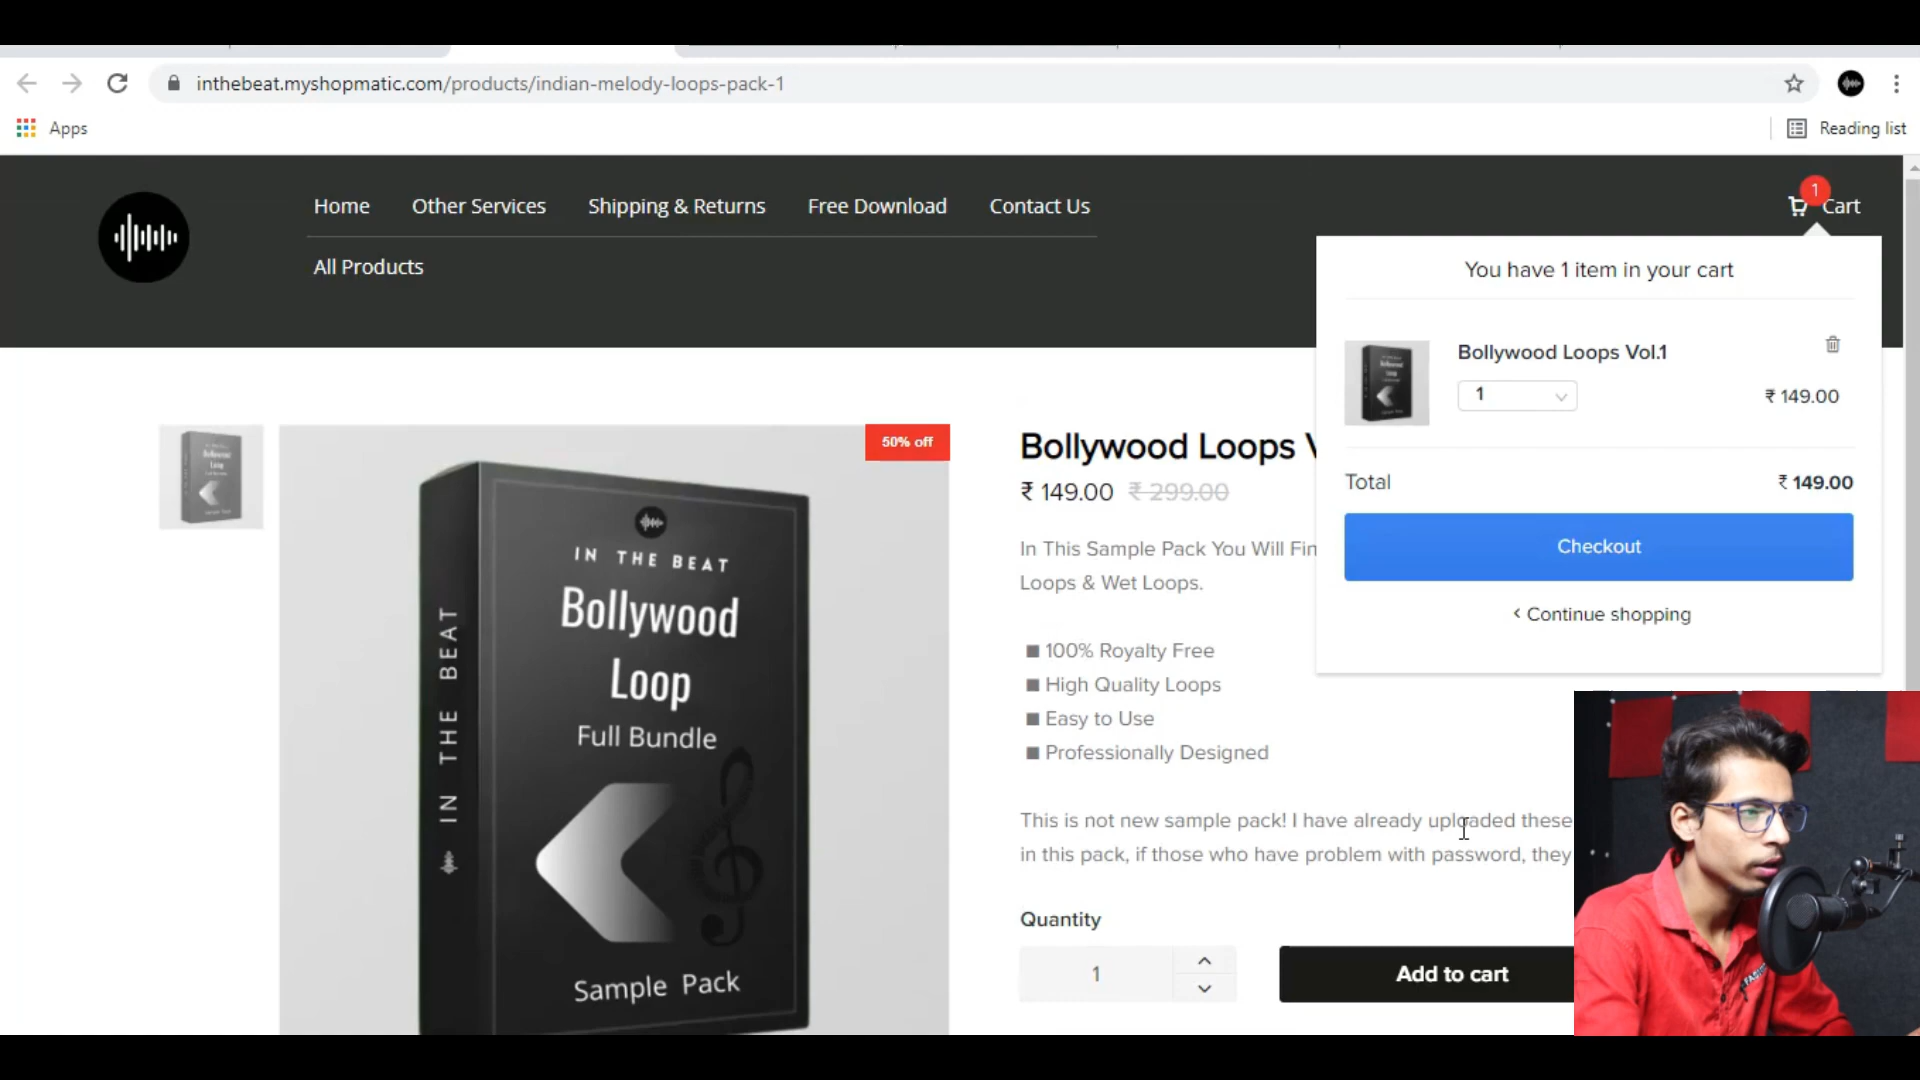 inthebeat.myshopmatic.com/products/indian-melody-loops-pack-1
Apps
Reading list
Home
Other Services
Shipping & Returns
Free Download
Contact Us
1
Cart
All Products
You have 1 item in your cart
Bollywood Loops Vol.1
1
₹ 149.00
Total
₹ 149.00
Checkout
‹ Continue shopping
50% off
IN THE BEAT
Bollywood
Loop
Full Bundle
Sample Pack
IN THE BEAT
Bollywood Loops
₹ 149.00 ₹ 299.00
In This Sample Pack You Will
Loops & Wet Loops.
■ 100% Royalty Free
■ High Quality Loops
■ Easy to Use
■ Professionally Designed
This is not new sample pack! I have already uploaded these
in this pack, if those who have problem with password, they
Quantity
1
Add to cart